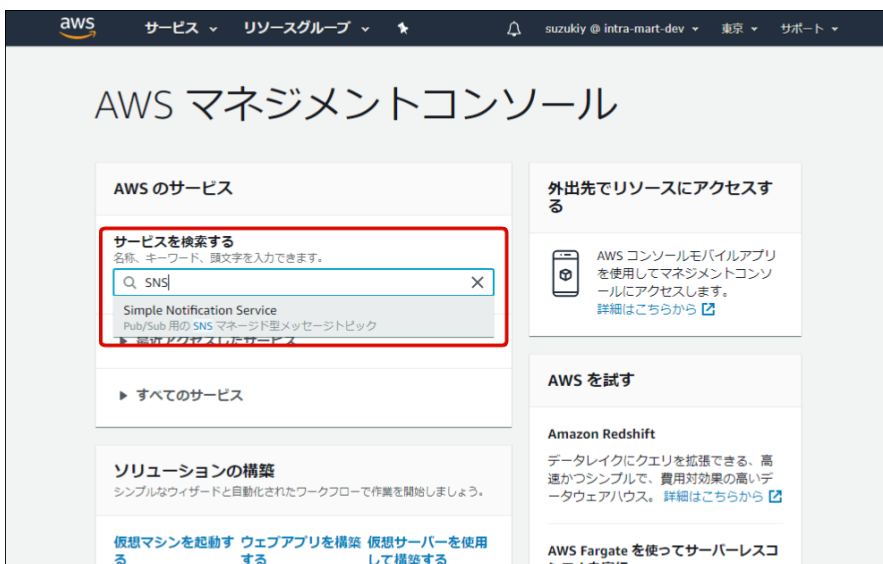 aws サービス リソースグループ suzukiy @ intra-mart-dev 東京 サポート
AWS マネジメントコンソール
AWS のサービス
サービスを検索する
名称、キーワード、頭文字を入力できます。
SNS
Simple Notification Service
Pub/Sub 用の SNS マネージド型メッセージトピック
最近アクセスしたサービス
すべてのサービス
ソリューションの構築
シンプルなウィザードと自動化されたワークフローで作業を開始しましょう。
仮想マシンを起動す
る
ウェブアプリを構築
する
仮想サーバーを使用
して構築する
外出先でリソースにアクセスす
る
AWS コンソールモバイルアプリ
を使用してマネジメントコンソ
ールにアクセスします。
詳細はこちらから
AWS を試す
Amazon Redshift
データレイクにクエリを拡張できる、高
速かつシンプルで、費用対効果の高いデ
ータウェアハウス。 詳細はこちらから
AWS Fargate を使ってサーバーレスコ